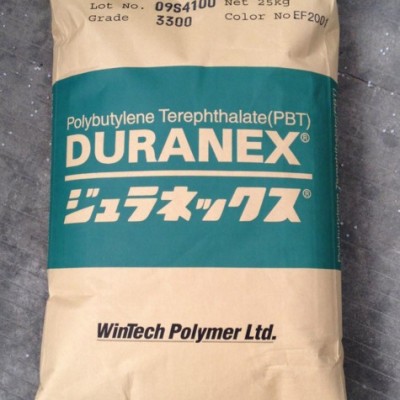 Lot No. 09S4100 Net 25kg
Grade 3300 Color No EF2001
Polybutylene Terephthalate(PBT)
DURANEX®
ジュラネックス®
WinTech Polymer Ltd.